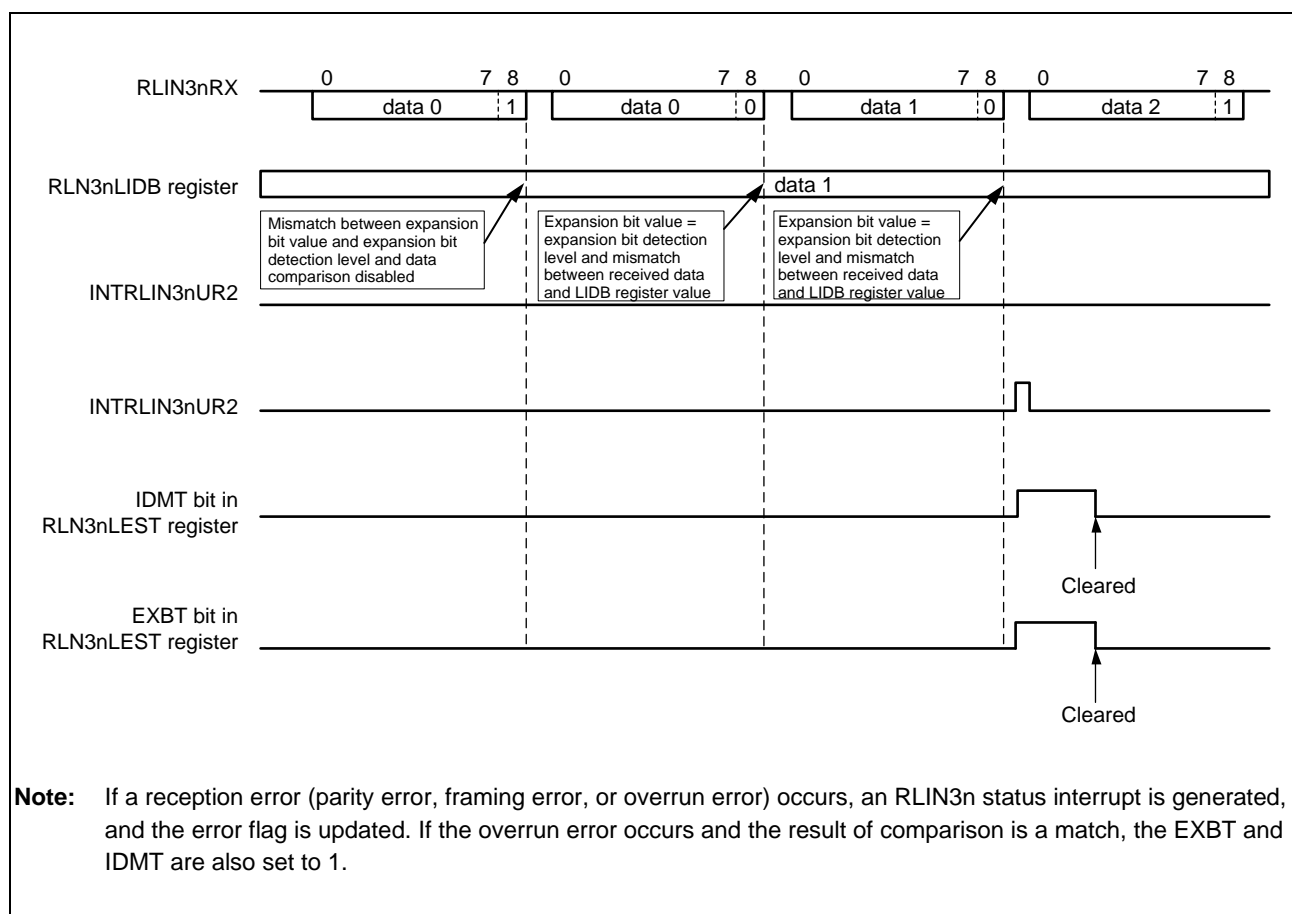 0 7 8 0 7 8 0 7 8 0 7 8
RLIN3nRX
data 0 1 data 0 0 data 1 0 data 2 1
RLN3nLIDB register
data 1
Mismatch between expansion
bit value and expansion bit
detection level and data
comparison disabled
Expansion bit value =
expansion bit detection
level and mismatch
between received data
and LIDB register value
Expansion bit value =
expansion bit detection
level and mismatch
between received data
and LIDB register value
INTRLIN3nUR2
INTRLIN3nUR2
IDMT bit in
RLN3nLEST register
Cleared
EXBT bit in
RLN3nLEST register
Cleared
Note: If a reception error (parity error, framing error, or overrun error) occurs, an RLIN3n status interrupt is generated,
and the error flag is updated. If the overrun error occurs and the result of comparison is a match, the EXBT and
IDMT are also set to 1.